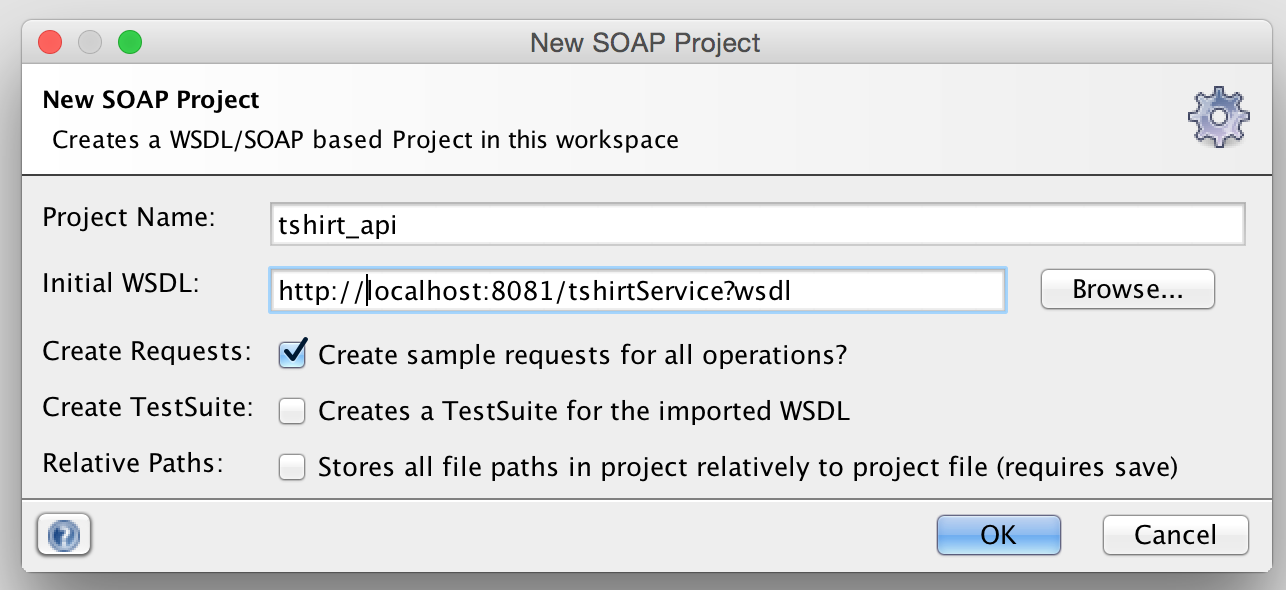 New SOAP Project
New SOAP Project
Creates a WSDL/SOAP based Project in this workspace
Project Name: tshirt_api
Initial WSDL: http://localhost:8081/tshirtService?wsdl Browse...
Create Requests: Create sample requests for all operations?
Create TestSuite: Creates a TestSuite for the imported WSDL
Relative Paths: Stores all file paths in project relatively to project file (requires save)
? OK Cancel